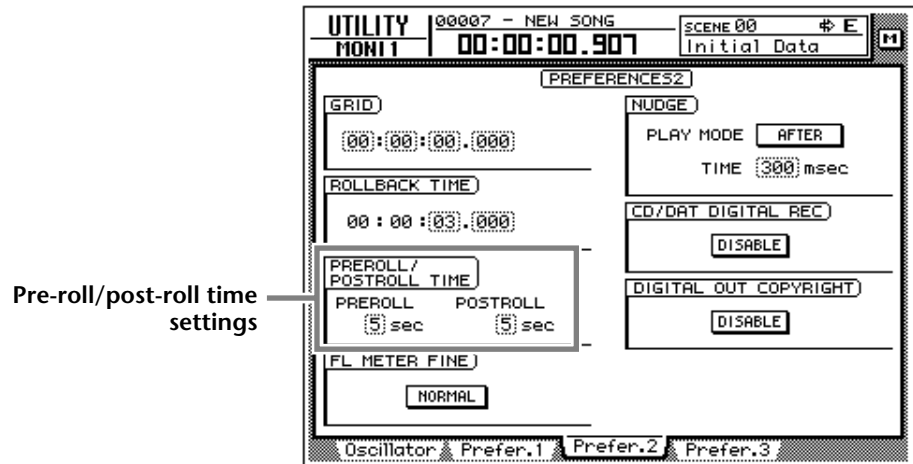 UTILITY
MONI 1
00007 - NEW SONG
00:00:00.907
SCENE 00 E
Initial Data
M
PREFERENCES2
GRID
00:00:00.000
ROLLBACK TIME
00:00:03.000
PREROLL/
POSTROLL TIME
PREROLL POSTROLL
5 sec 5 sec
FL METER FINE
NORMAL
NUDGE
PLAY MODE AFTER
TIME 300 msec
CD/DAT DIGITAL REC
DISABLE
DIGITAL OUT COPYRIGHT
DISABLE
Oscillator Prefer.1 Prefer.2 Prefer.3
Pre-roll/post-roll time
settings